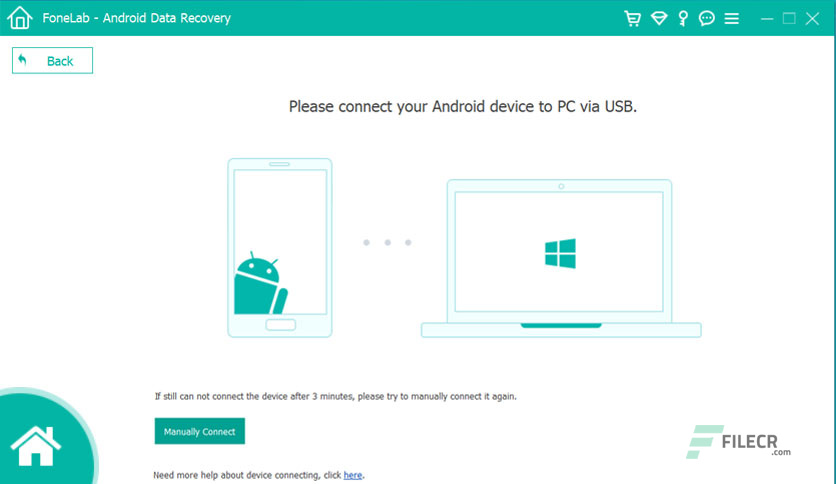 FoneLab - Android Data Recovery
Back
Please connect your Android device to PC via USB.
If still can not connect the device after 3 minutes, please try to manually connect it again.
Manually Connect
FILECR
.com
Need more help about device connecting, click here.